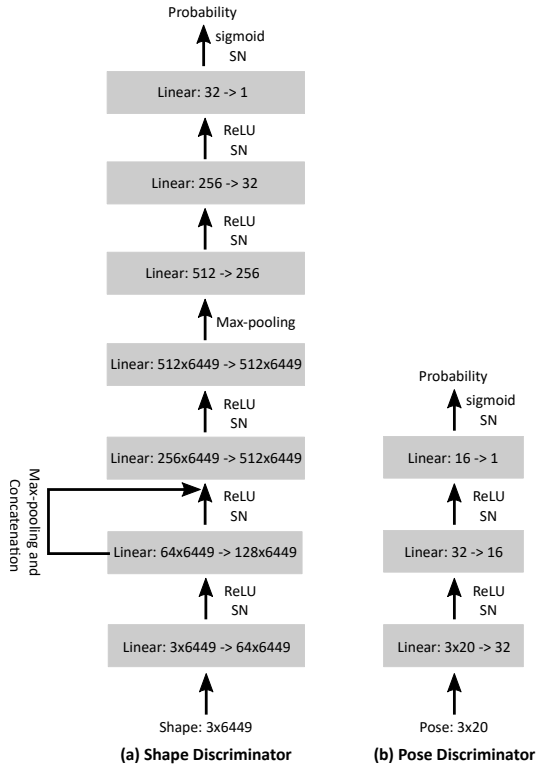 Probability
sigmoid
SN
Linear: 32 -> 1
ReLU
SN
Linear: 256 -> 32
ReLU
SN
Linear: 512 -> 256
Max-pooling
Linear: 512x6449 -> 512x6449
ReLU
SN
Linear: 256x6449 -> 512x6449
ReLU
SN
Max-pooling and
Concatenation
Linear: 64x6449 -> 128x6449
ReLU
SN
Linear: 3x6449 -> 64x6449
Shape: 3x6449
(a) Shape Discriminator
Probability
sigmoid
SN
Linear: 16 -> 1
ReLU
SN
Linear: 32 -> 16
ReLU
SN
Linear: 3x20 -> 32
Pose: 3x20
(b) Pose Discriminator